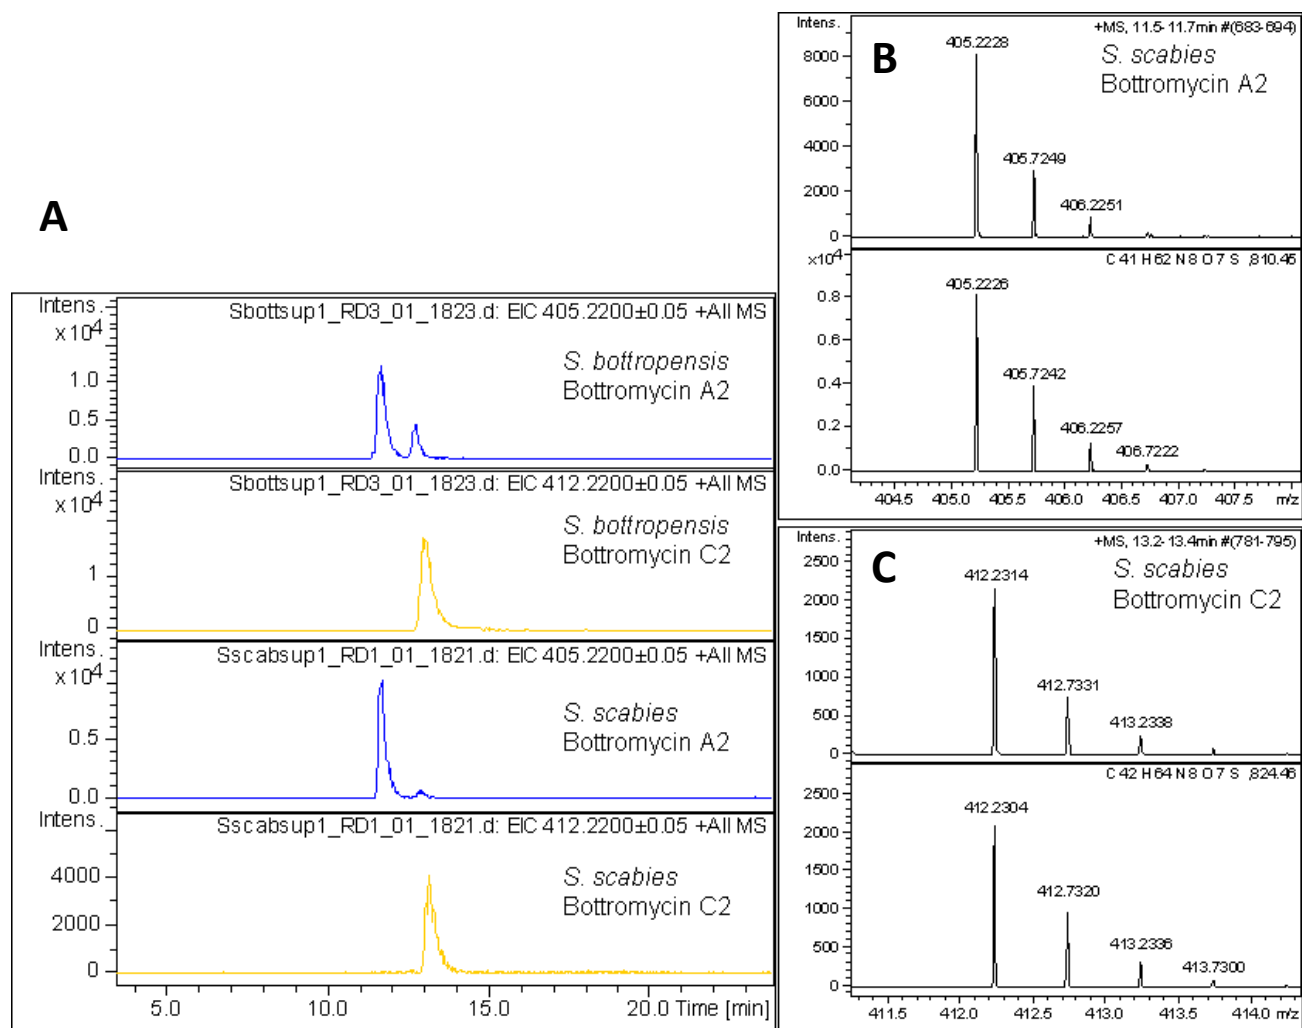 A
Intens.
x10⁴
Sbottsup1_RD3_01_1823.d: EIC 405.2200±0.05 +All MS
S. bottropensis
Bottromycin A2
1.0
0.5
0.0
Intens.
x10⁴
Sbottsup1_RD3_01_1823.d: EIC 412.2200±0.05 +All MS
S. bottropensis
Bottromycin C2
1
0
Intens.
x10⁴
Sscabsup1_RD1_01_1821.d: EIC 405.2200±0.05 +All MS
S. scabies
Bottromycin A2
0.5
0.0
Intens.
Sscabsup1_RD1_01_1821.d: EIC 412.2200±0.05 +All MS
S. scabies
Bottromycin C2
4000
2000
0
5.0 10.0 15.0 20.0 Time [min]
B
Intens.
+MS, 11.5-11.7min #(683-694)
S. scabies
Bottromycin A2
405.2228
405.7249
406.2251
8000
6000
4000
2000
0
x10⁴
C 41 H 62 N 8 O 7 S ,810.45
405.2226
405.7242
406.2257
406.7222
0.8
0.6
0.4
0.2
0.0
404.5 405.0 405.5 406.0 406.5 407.0 407.5 m/z
C
Intens.
+MS, 13.2-13.4min #(781-795)
S. scabies
Bottromycin C2
412.2314
412.7331
413.2338
2500
2000
1500
1000
500
0
C 42 H 64 N 8 O 7 S ,824.46
412.2304
412.7320
413.2336
413.7300
2500
2000
1500
1000
500
0
411.5 412.0 412.5 413.0 413.5 414.0 m/z